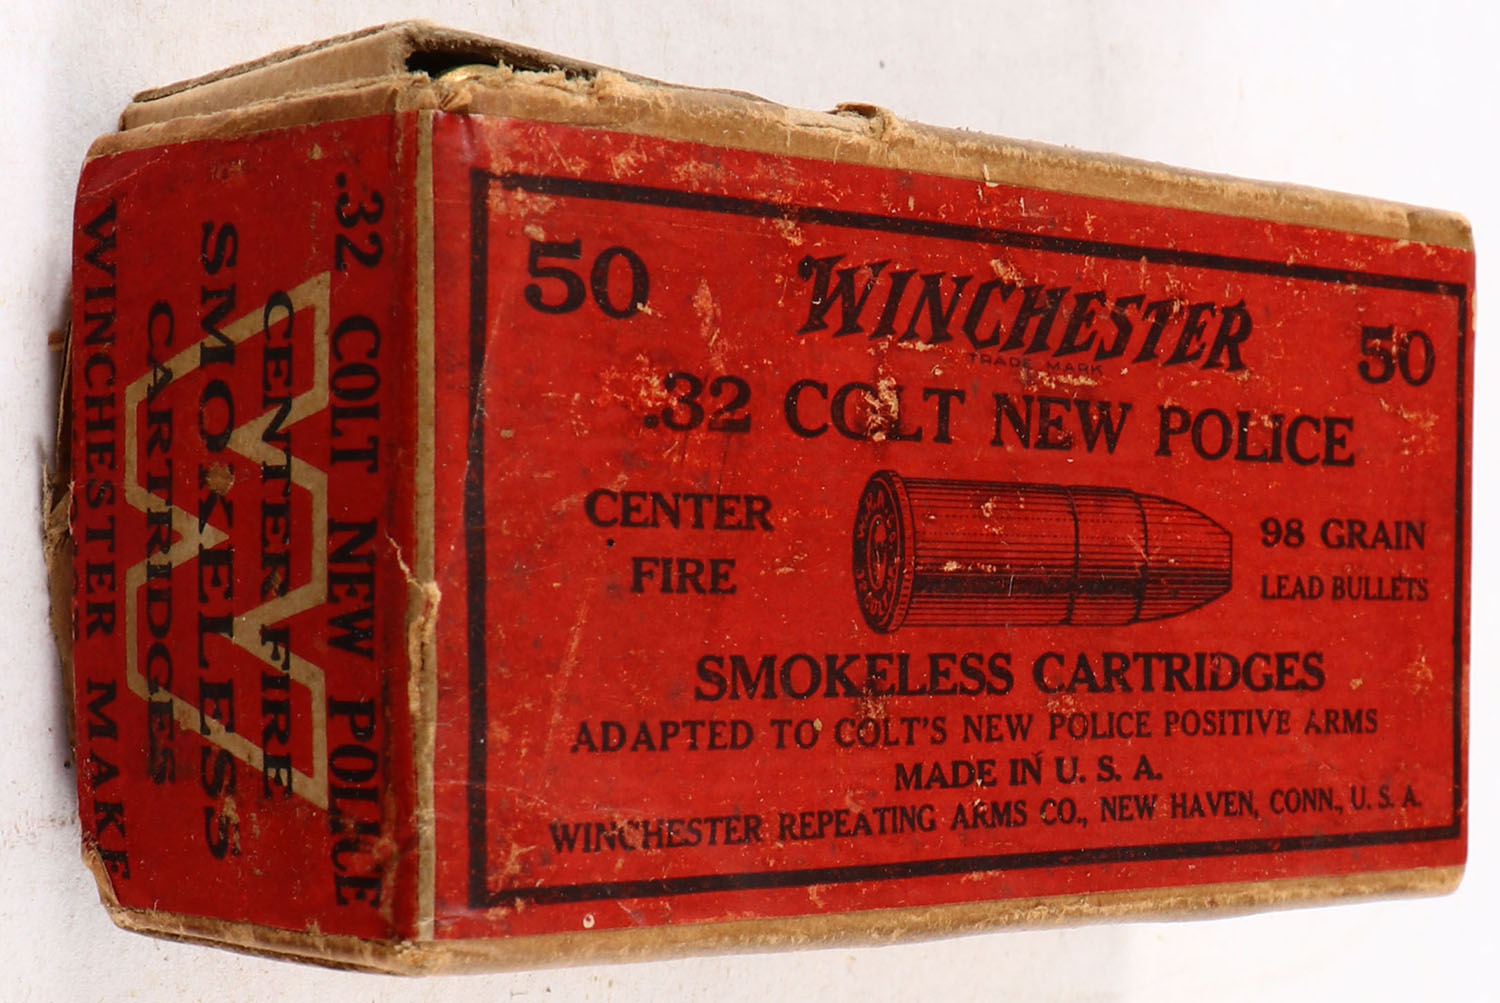 50 WINCHESTER 50
TRADE MARK
.32 COLT NEW POLICE
CENTER
FIRE
98 GRAIN
LEAD BULLETS
SMOKELESS CARTRIDGES
ADAPTED TO COLT'S NEW POLICE POSITIVE ARMS
MADE IN U. S. A.
WINCHESTER REPEATING ARMS CO., NEW HAVEN, CONN., U. S. A.
.32 COLT NEW POLICE
CENTER FIRE
SMOKELESS
CARTRIDGES
WINCHESTER MAKE